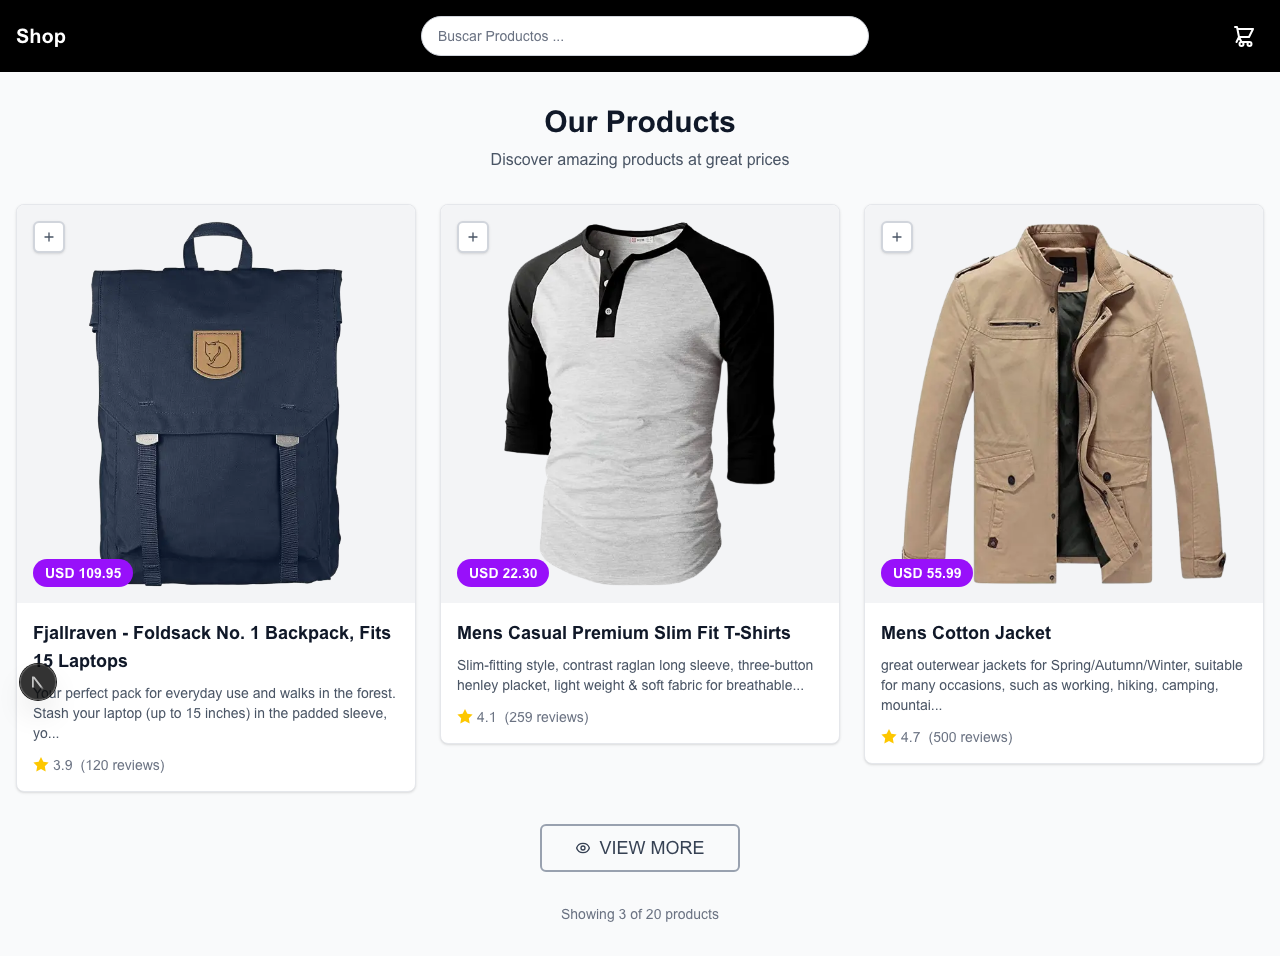 Shop
Buscar Productos ...
Our Products
Discover amazing products at great prices
USD 109.95
USD 22.30
USD 55.99
Fjallraven - Foldsack No. 1 Backpack, Fits
15 Laptops
Your perfect pack for everyday use and walks in the forest.
Stash your laptop (up to 15 inches) in the padded sleeve,
yo...
3.9 (120 reviews)
Mens Casual Premium Slim Fit T-Shirts
Slim-fitting style, contrast raglan long sleeve, three-button
henley placket, light weight & soft fabric for breathable...
4.1 (259 reviews)
Mens Cotton Jacket
great outerwear jackets for Spring/Autumn/Winter, suitable
for many occasions, such as working, hiking, camping,
mountai...
4.7 (500 reviews)
VIEW MORE
Showing 3 of 20 products